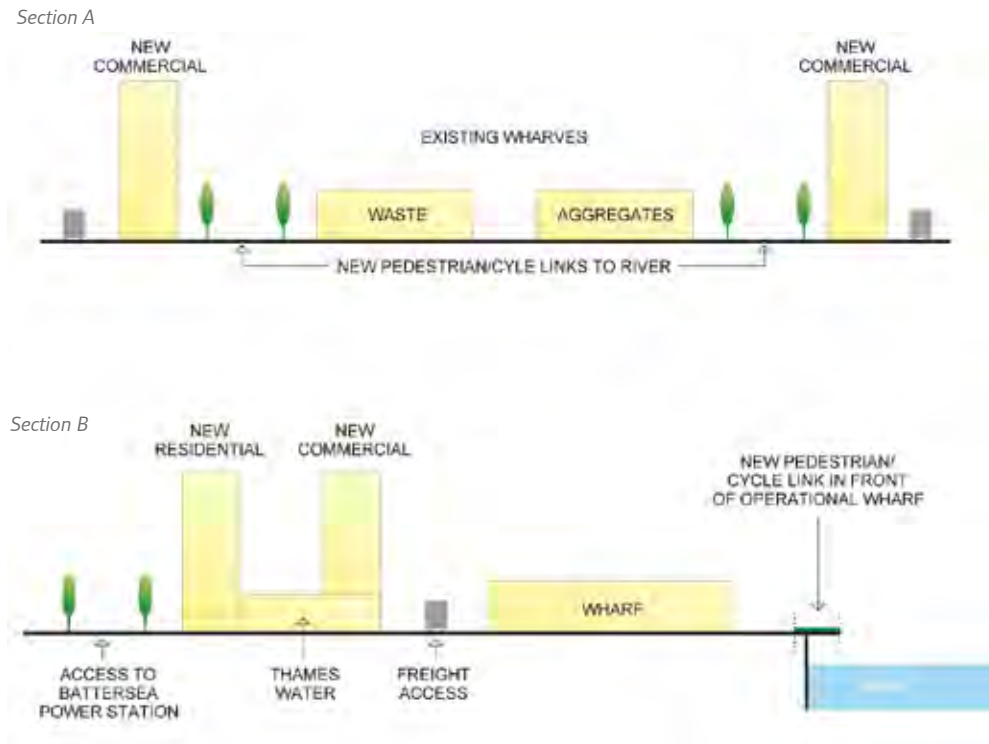 Section A
NEW
COMMERCIAL
NEW
COMMERCIAL
EXISTING WHARVES
WASTE
AGGREGATES
NEW PEDESTRIAN/CYLE LINKS TO RIVER
Section B
NEW
RESIDENTIAL
NEW
COMMERCIAL
NEW PEDESTRIAN/
CYCLE LINK IN FRONT
OF OPERATIONAL WHARF
WHARF
ACCESS TO
BATTERSEA
POWER STATION
THAMES
WATER
FREIGHT
ACCESS